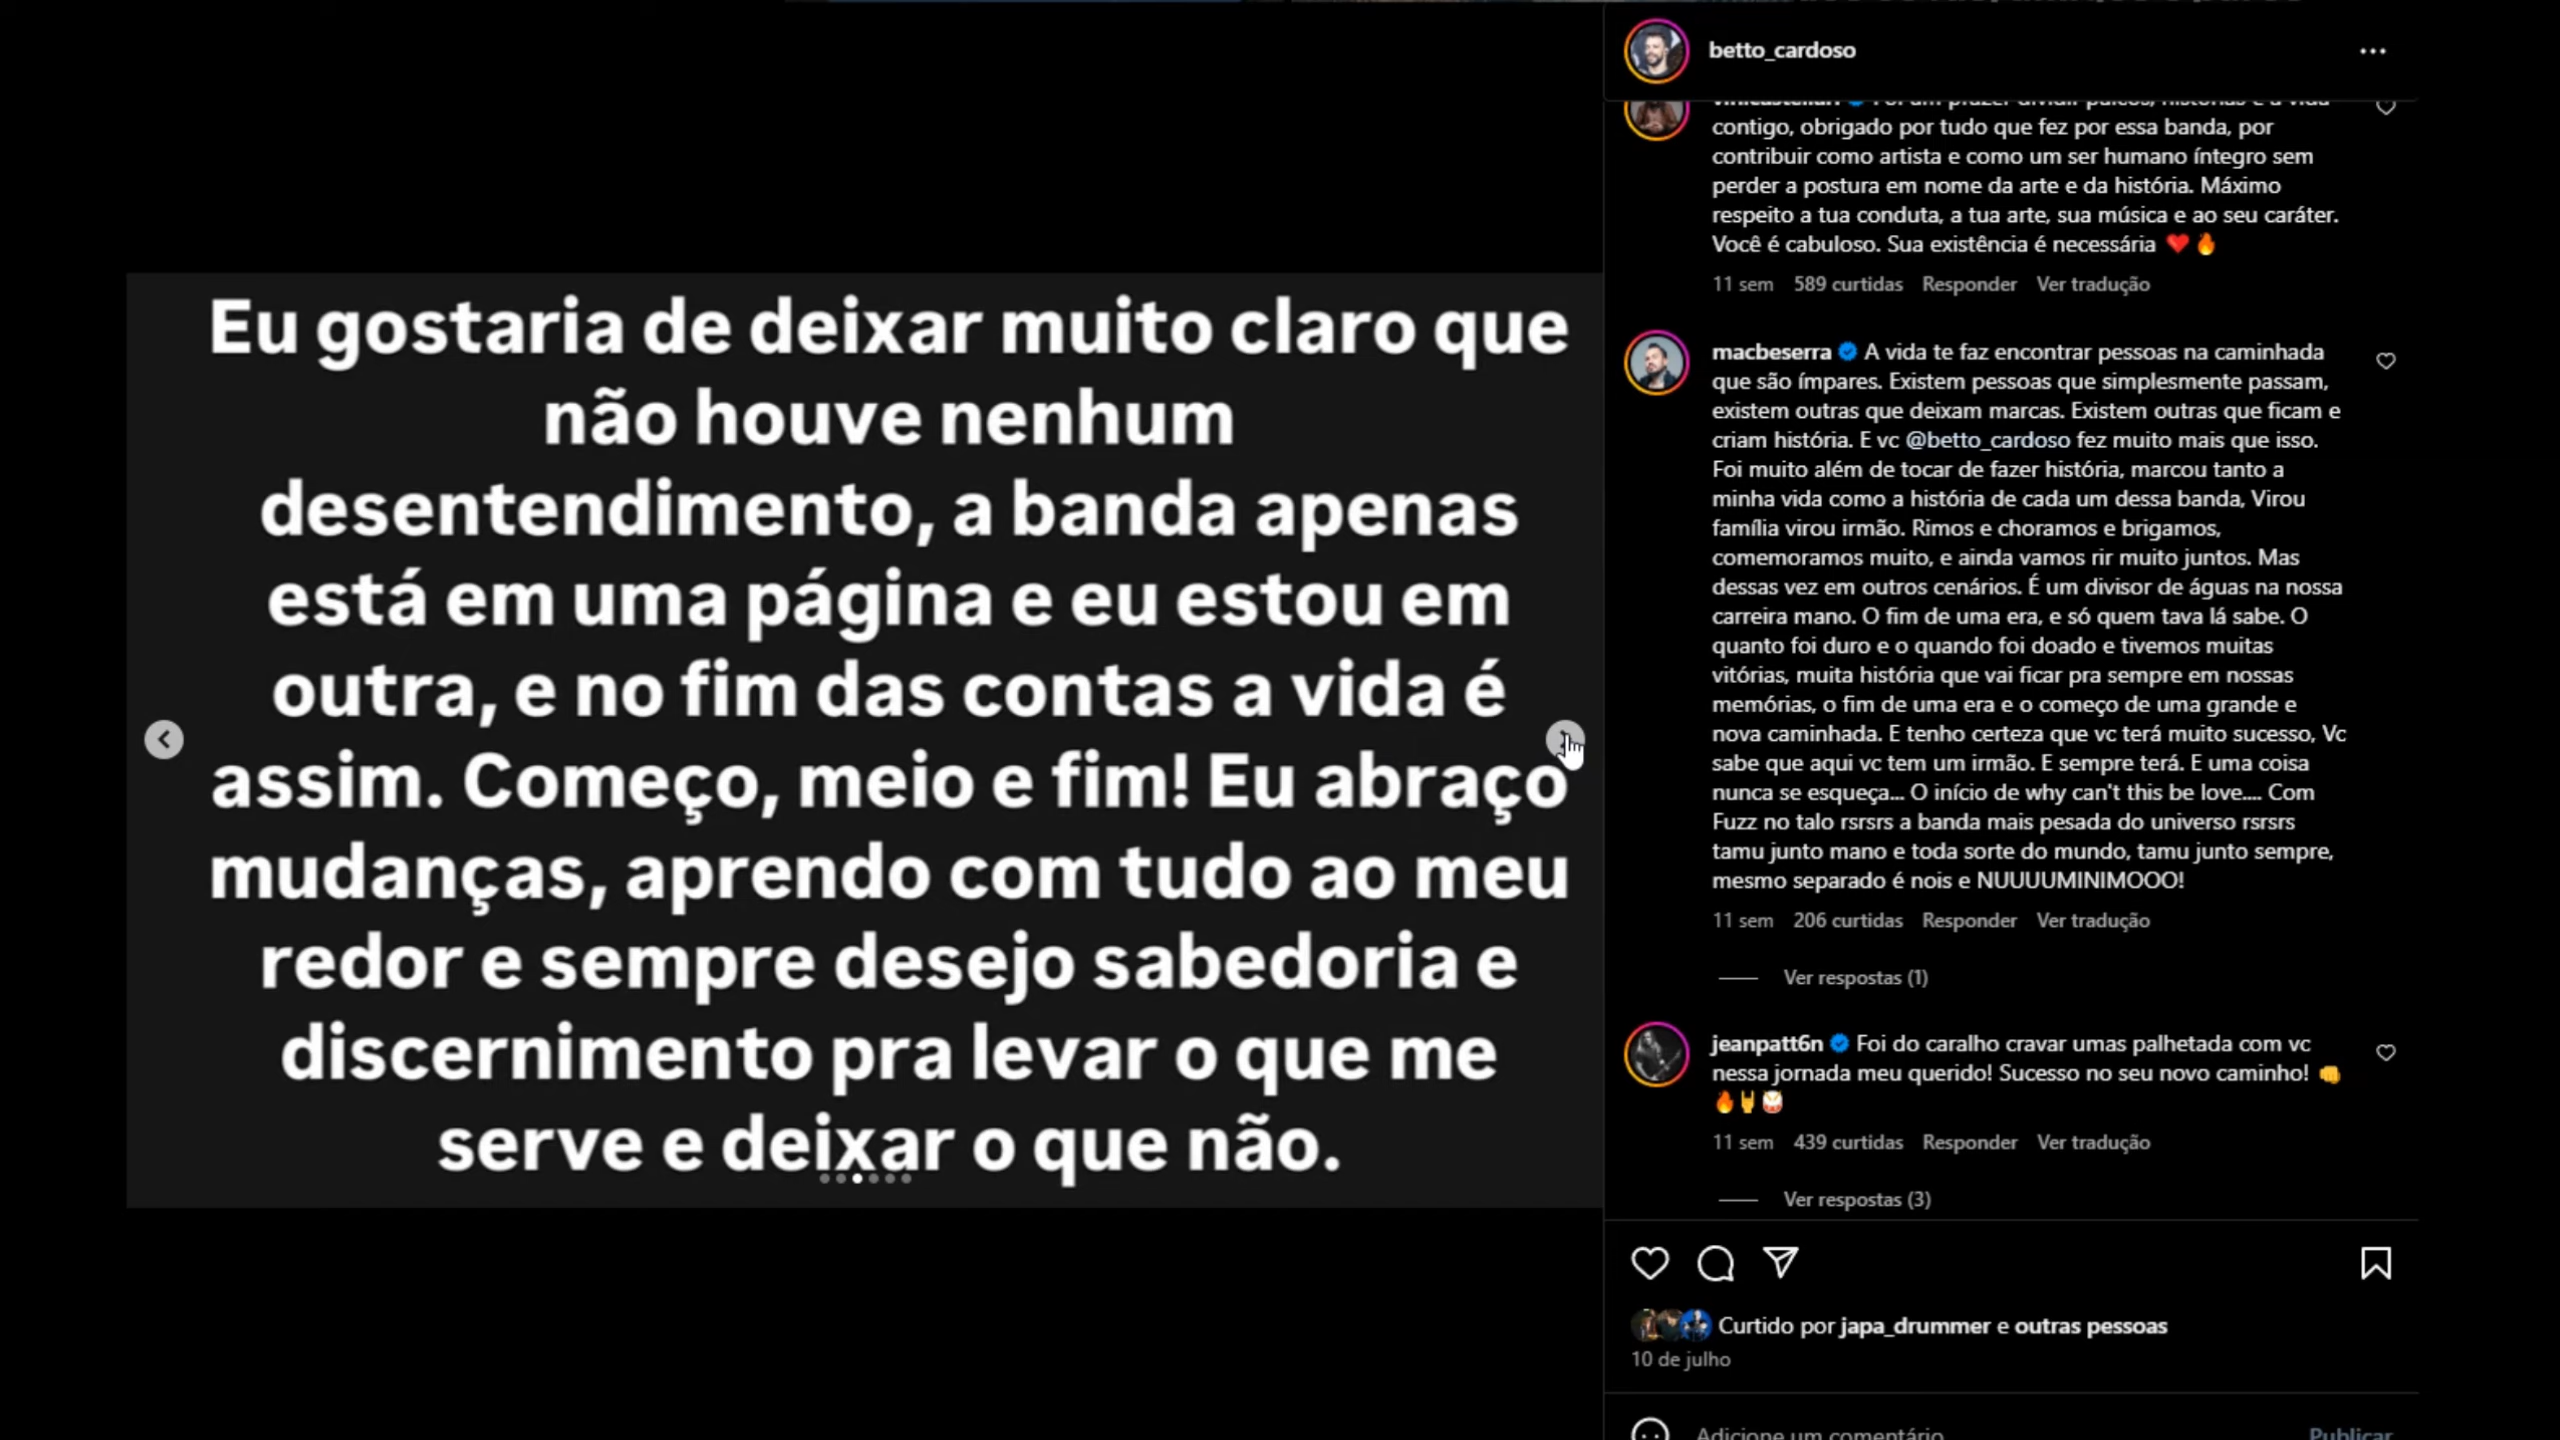 betto_cardoso
Eu gostaria de deixar muito claro que
não houve nenhum
desentendimento, a banda apenas
está em uma página e eu estou em
outra, e no fim das contas a vida é
assim. Começo, meio e fim! Eu abraço
mudanças, aprendo com tudo ao meu
redor e sempre desejo sabedoria e
discernimento pra levar o que me
serve e deixar o que não.
contigo, obrigado por tudo que fez por essa banda, por
contribuir como artista e como um ser humano íntegro sem
perder a postura em nome da arte e da história. Máximo
respeito a tua conduta, a tua arte, sua música e ao seu caráter.
Você é cabuloso. Sua existência é necessária ❤️🔥
11 sem 589 curtidas Responder Ver tradução
macbeserra A vida te faz encontrar pessoas na caminhada
que são ímpares. Existem pessoas que simplesmente passam,
existem outras que deixam marcas. Existem outras que ficam e
criam história. E vc @betto_cardoso fez muito mais que isso.
Foi muito além de tocar de fazer história, marcou tanto a
minha vida como a história de cada um dessa banda, Virou
família virou irmão. Rimos e choramos e brigamos,
comemoramos muito, e ainda vamos rir muito juntos. Mas
dessas vez em outros cenários. É um divisor de águas na nossa
carreira mano. O fim de uma era, e só quem tava lá sabe. O
quanto foi duro e o quando foi doado e tivemos muitas
vitórias, muita história que vai ficar pra sempre em nossas
memórias, o fim de uma era e o começo de uma grande e
nova caminhada. E tenho certeza que vc terá muito sucesso, Vc
sabe que aqui vc tem um irmão. E sempre terá. E uma coisa
nunca se esqueça... O início de why can't this be love.... Com
Fuzz no talo rsrsrs a banda mais pesada do universo rsrsrs
tamu junto mano e toda sorte do mundo, tamu junto sempre,
mesmo separado é nois e NUUUUMINIMOOO!
11 sem 206 curtidas Responder Ver tradução
Ver respostas (1)
jeanpatt6n Foi do caralho cravar umas palhetada com vc
nessa jornada meu querido! Sucesso no seu novo caminho! 👊
🔥🤘🥁
11 sem 439 curtidas Responder Ver tradução
Ver respostas (3)
Curtido por japa_drummer e outras pessoas
10 de julho
Adicione um comentário
Publicar